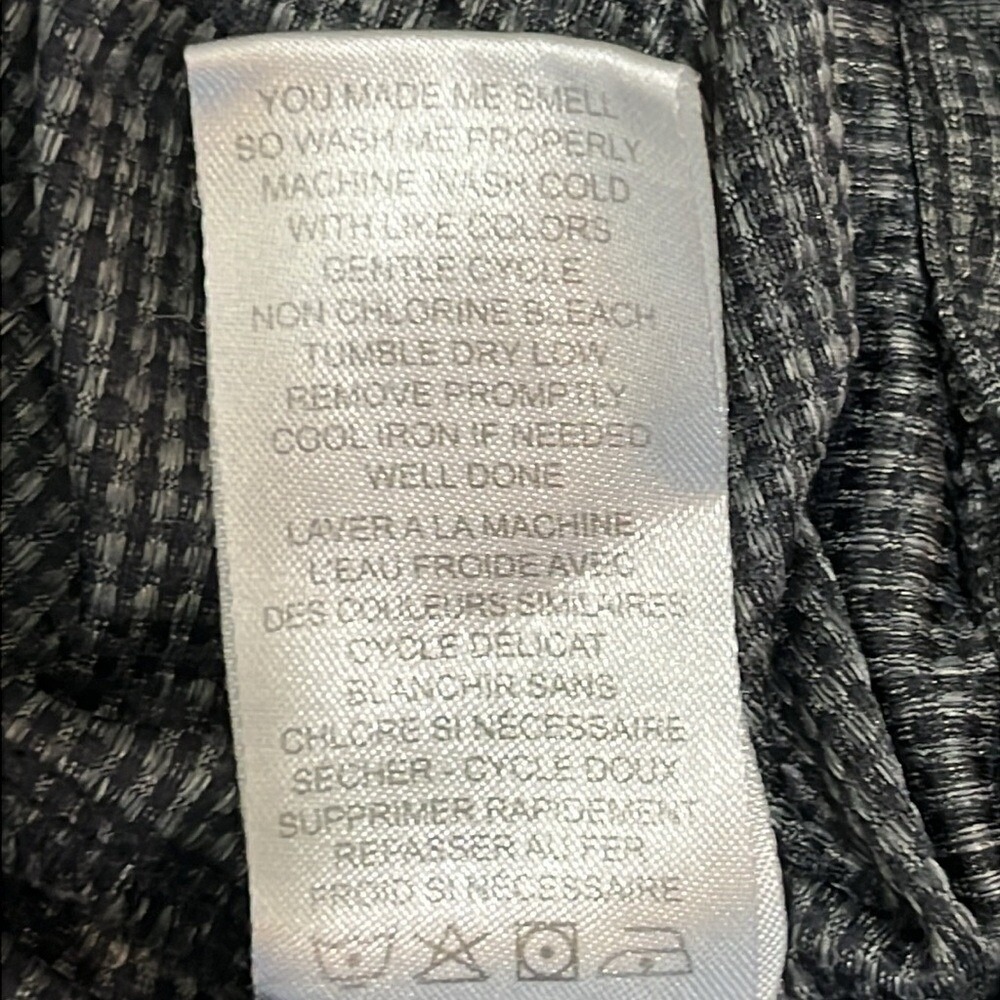 YOU MADE ME SMELL
SO WASH ME PROPERLY
MACHINE WASH COLD
WITH LIKE COLORS
GENTLE CYCLE
NON CHLORINE BLEACH
TUMBLE DRY LOW
REMOVE PROMPTLY
COOL IRON IF NEEDED
WELL DONE
LAVER A LA MACHINE
L'EAU FROIDE AVEC
DES COULEURS SIMILAIRES
CYCLE DELICAT
BLANCHIR SANS
CHLORE SI NÉCESSAIRE
SECHER - CYCLE DOUX
SUPPRIMER RAPIDEMENT
REPASSER AU FER
FROID SI NÉCESSAIRE